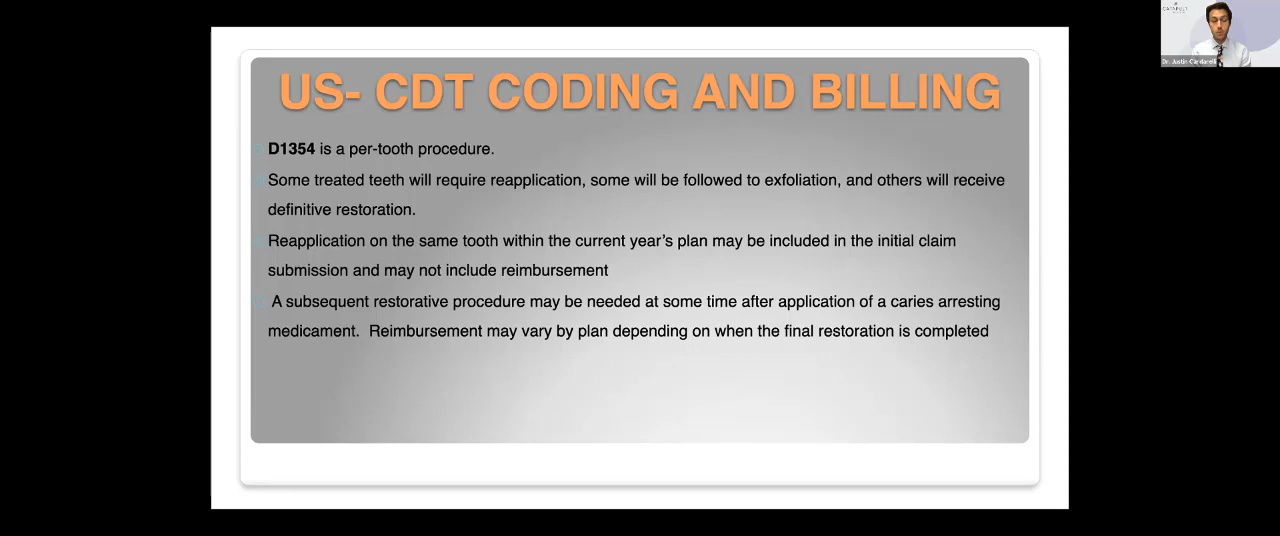 US- CDT CODING AND BILLING
D1354 is a per-tooth procedure.
Some treated teeth will require reapplication, some will be followed to exfoliation, and others will receive
definitive restoration.
Reapplication on the same tooth within the current year's plan may be included in the initial claim
submission and may not include reimbursement
A subsequent restorative procedure may be needed at some time after application of a caries arresting
medicament.  Reimbursement may vary by plan depending on when the final restoration is completed
CATAPULT
Dr. Justin Cardarelli